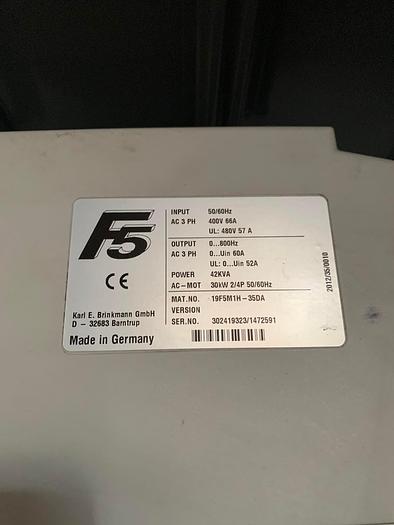 F5
CE
Karl E. Brinkmann GmbH
D – 32683 Barntrup
Made in Germany
INPUT 50/60Hz
AC 3 PH 400V 66A
UL: 480V 57 A
OUTPUT 0...800Hz
AC 3 PH 0...Uin 60A
UL: 0...Uin 52A
POWER 42KVA
AC-MOT 30kW 2/4P 50/60Hz
MAT.NO. 19F5M1H-35DA
VERSION
SER.NO. 302419323/1472591
2012/35/0010